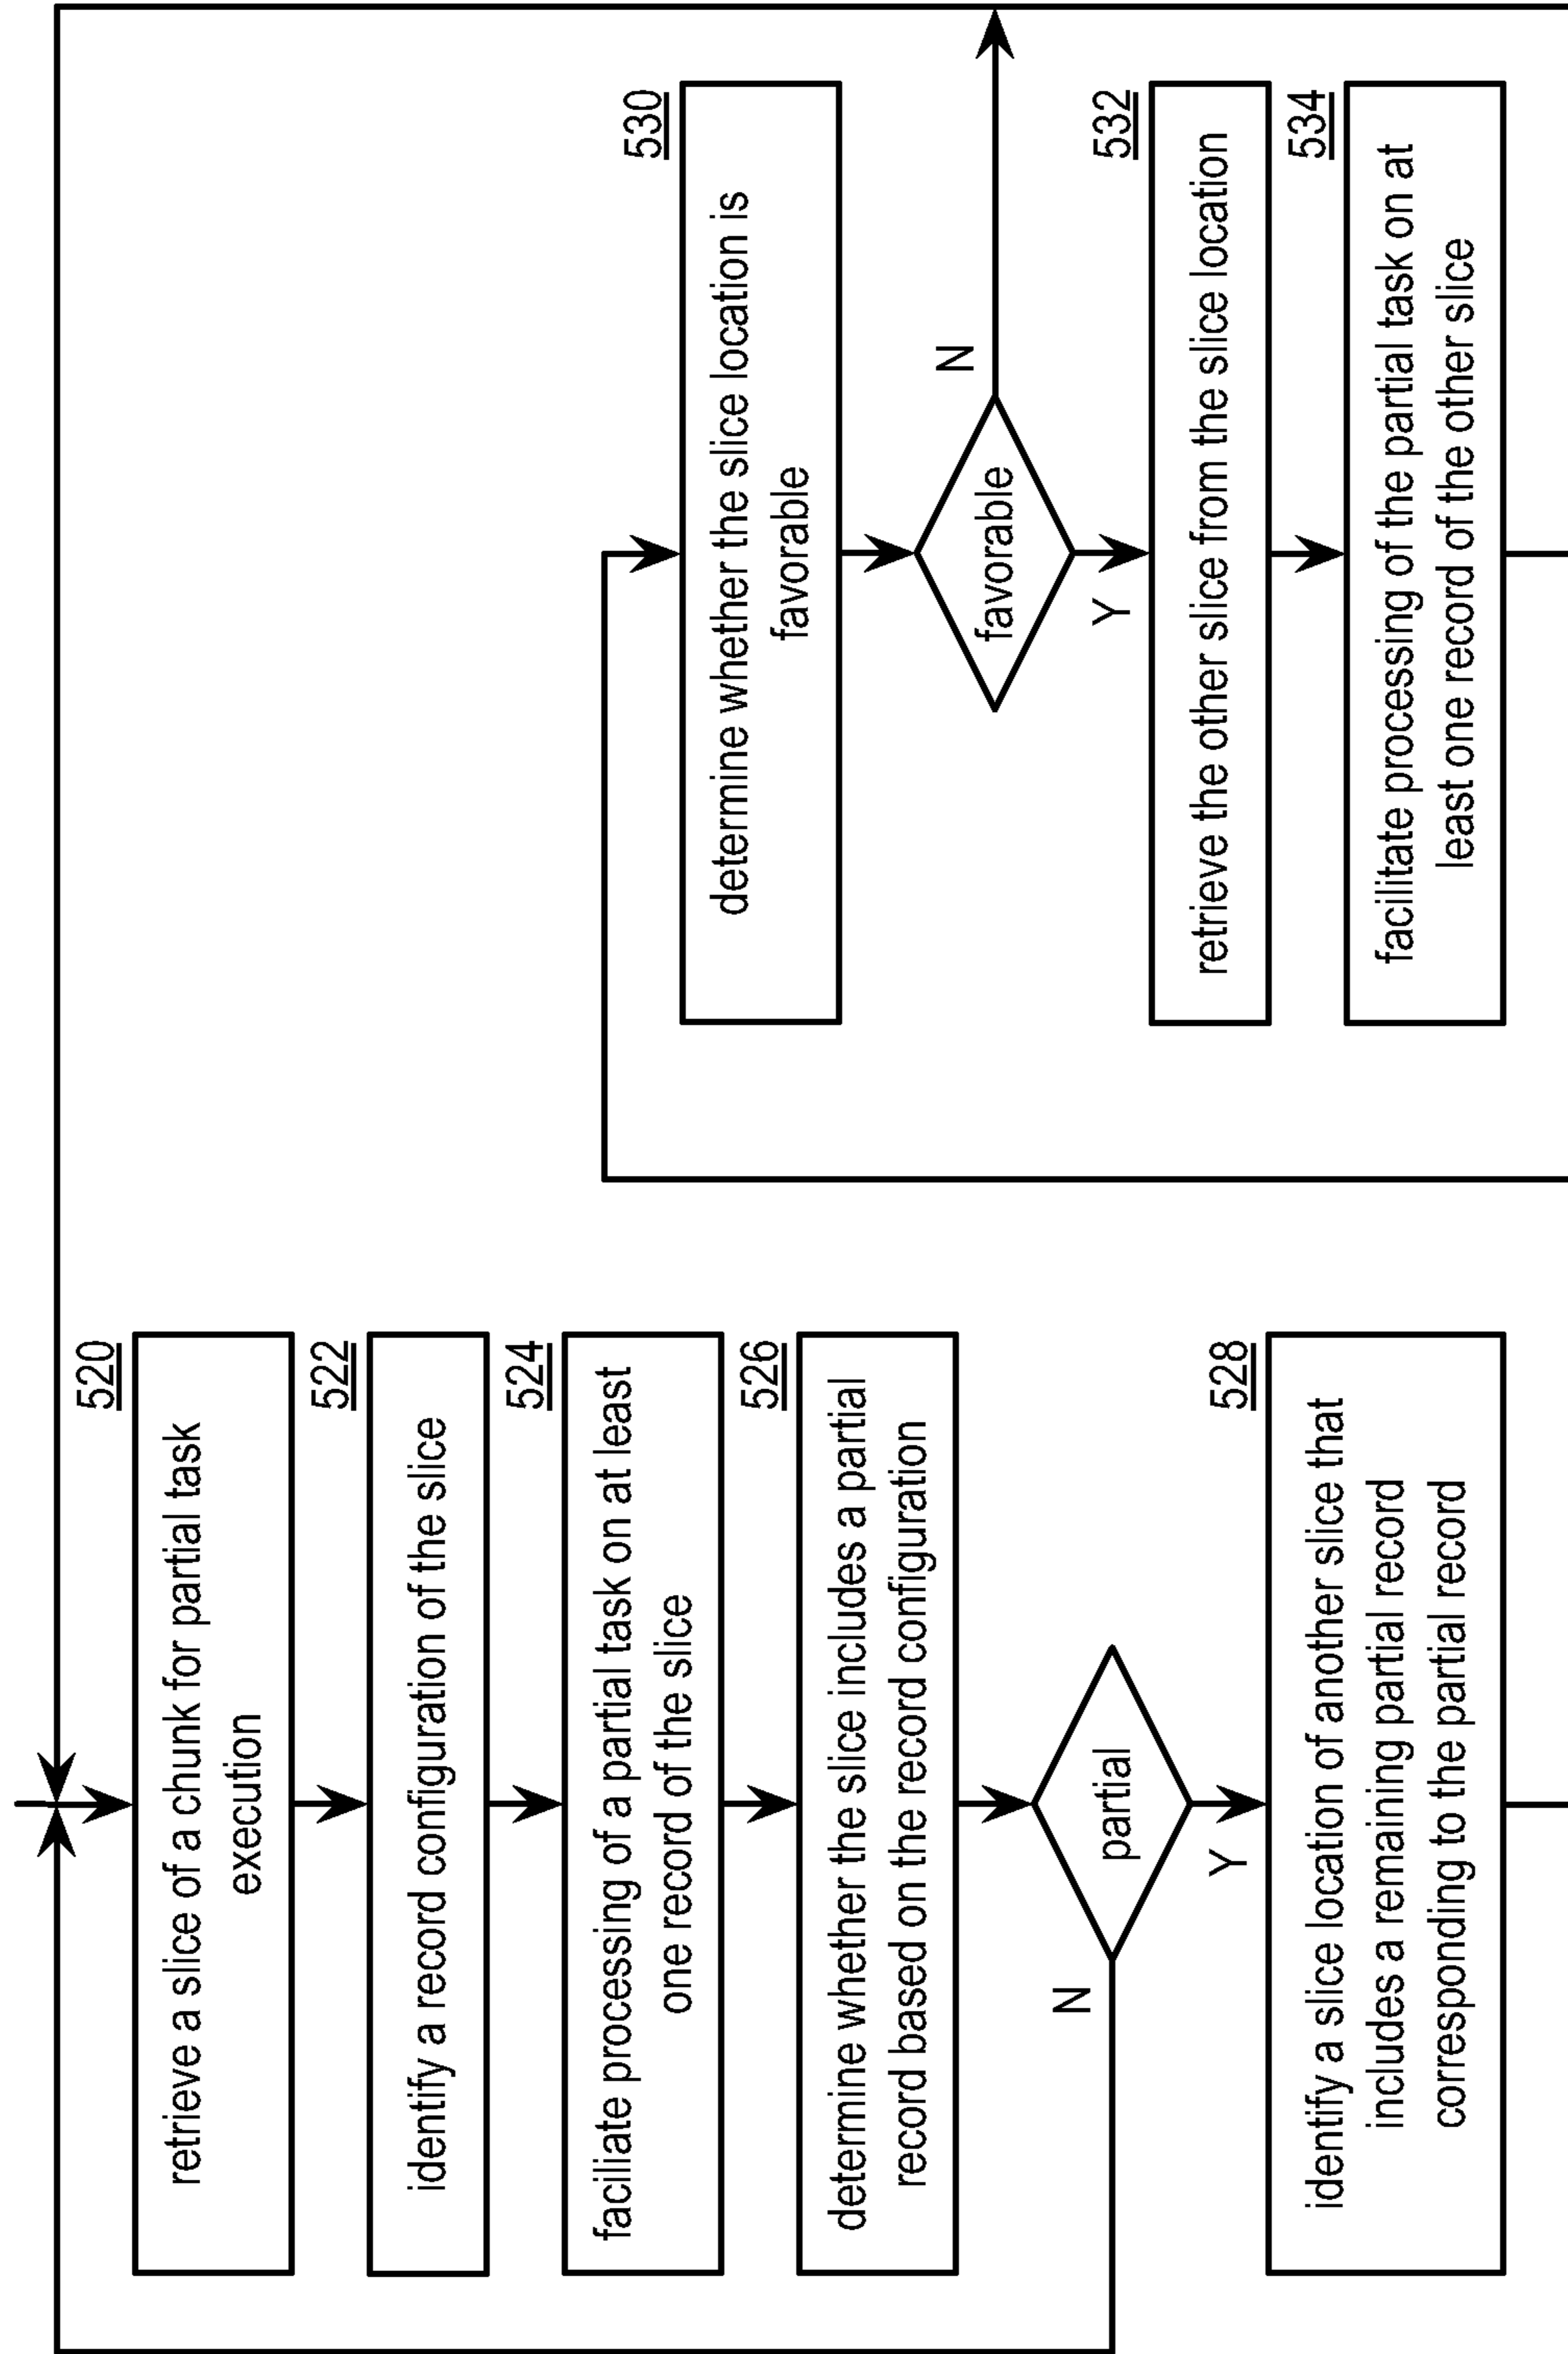 520
retrieve a slice of a chunk for partial task
execution
522
identify a record configuration of the slice
524
faciliate processing of a partial task on at least
one record of the slice
526
determine whether the slice includes a partial
record based on the record configuration
partial
N
Y
528
identify a slice location of another slice that
includes a remaining partial record
corresponding to the partial record
530
determine whether the slice location is
favorable
favorable
N
Y
532
retrieve the other slice from the slice location
534
facilitate processing of the partial task on at
least one record of the other slice